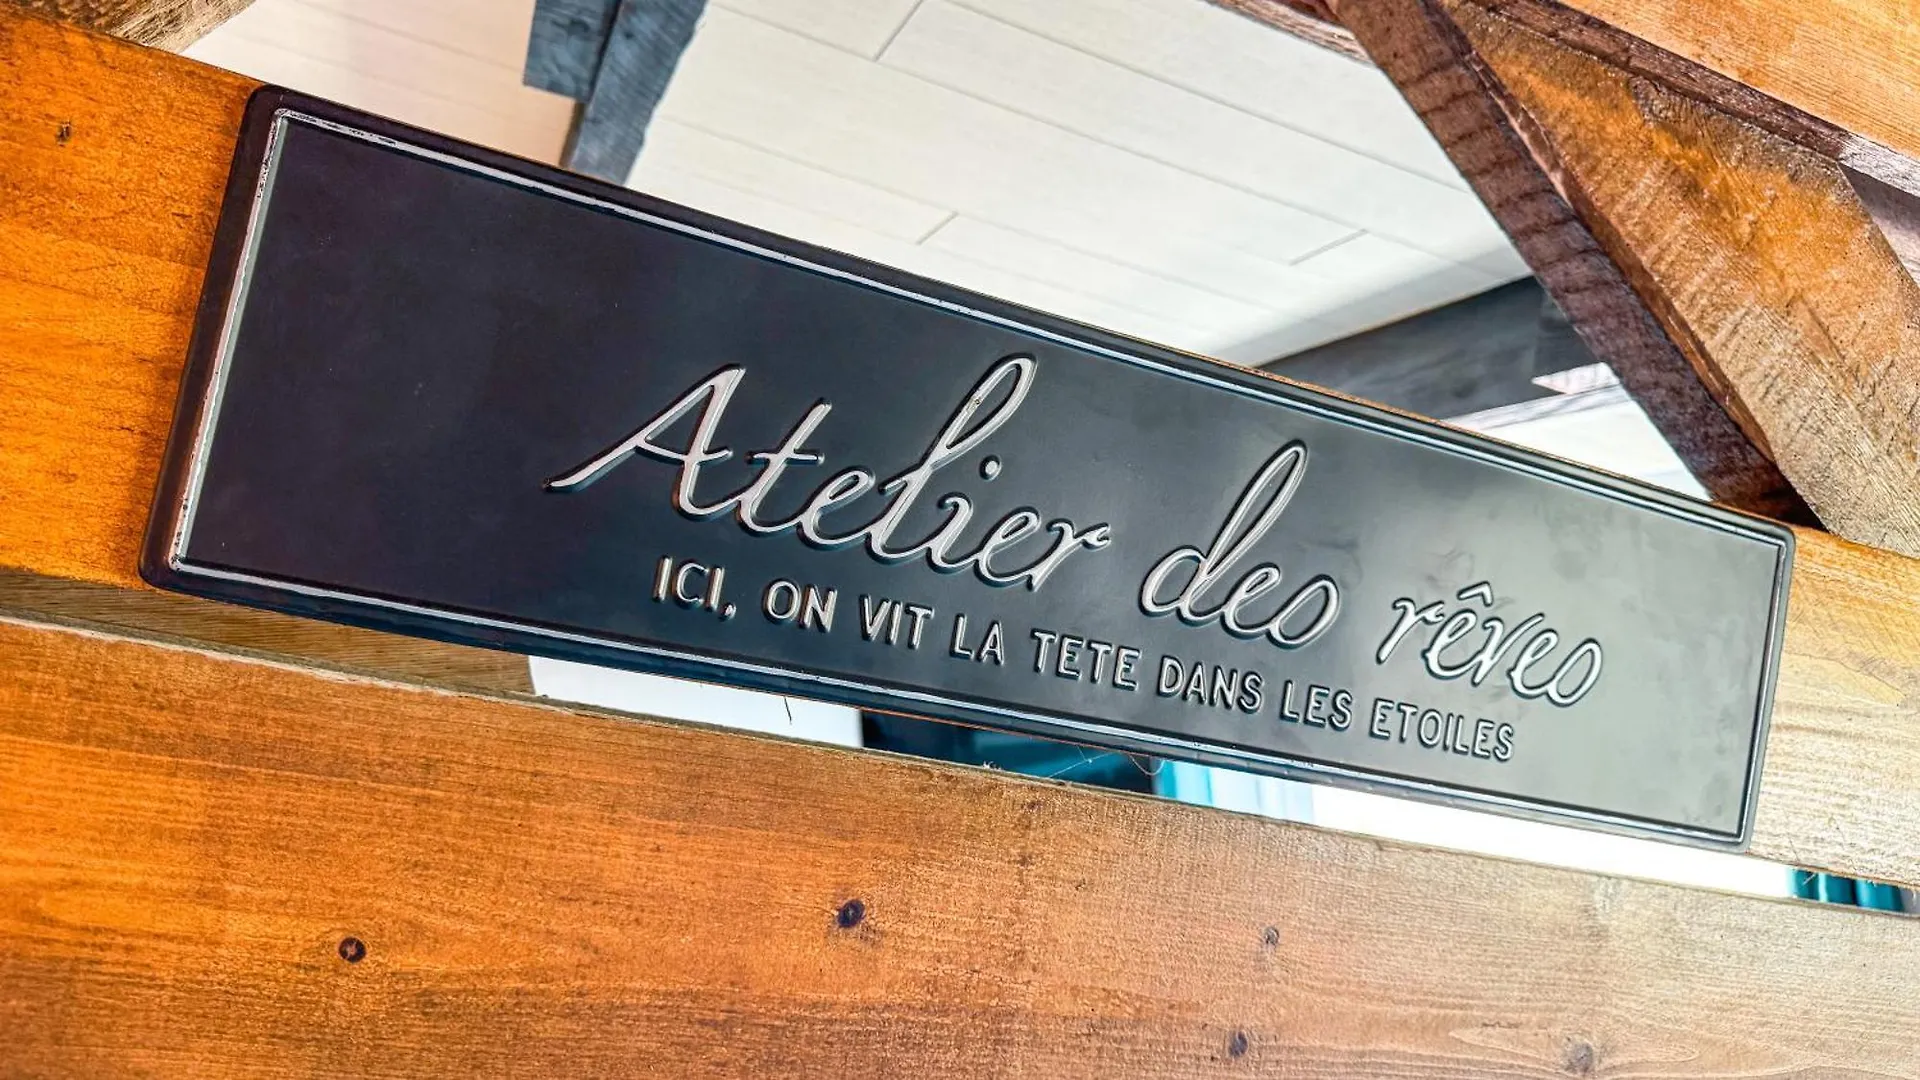 Atelier des rêves
ICI, ON VIT LA TETE DANS LES ETOILES